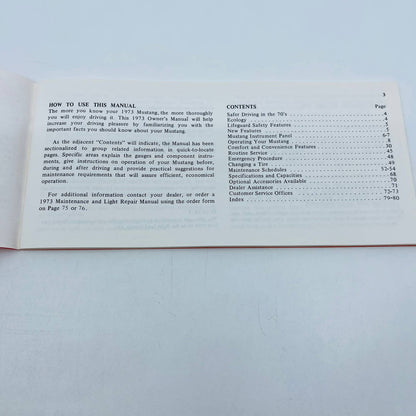 3
HOW TO USE THIS MANUAL
The more you know your 1973 Mustang, the more thoroughly
you will enjoy driving it. This 1973 Owner's Manual will help
increase your driving pleasure by familiarizing you with the
important facts you should know about your Mustang.
As the adjacent "Contents" will indicate, the Manual has been
sectionalized to group related information in quick-to-locate
pages. Specific areas explain the gauges and component instru-
ments, give instructions on operation of your Mustang before,
during and after driving and provide practical suggestions for
maintenance requirements that will assure efficient, economical
operation.
For additional information contact your dealer, or order a
1973 Maintenance and Light Repair Manual using the order form
on Page 75 or 76.
CONTENTS Page
Safer Driving in the 70's 4
Ecology 4
Lifeguard Safety Features 5
New Features 5
Mustang Instrument Panel 6-7
Operating Your Mustang 8
Comfort and Convenience Features 30
Routine Service 45
Emergency Procedure 48
Changing a Tire 49
Maintenance Schedules 52-54
Specifications and Capacities 68
Optional Accessories Available 70
Dealer Assistance 71
Customer Service Offices 72-73
Index 79-80